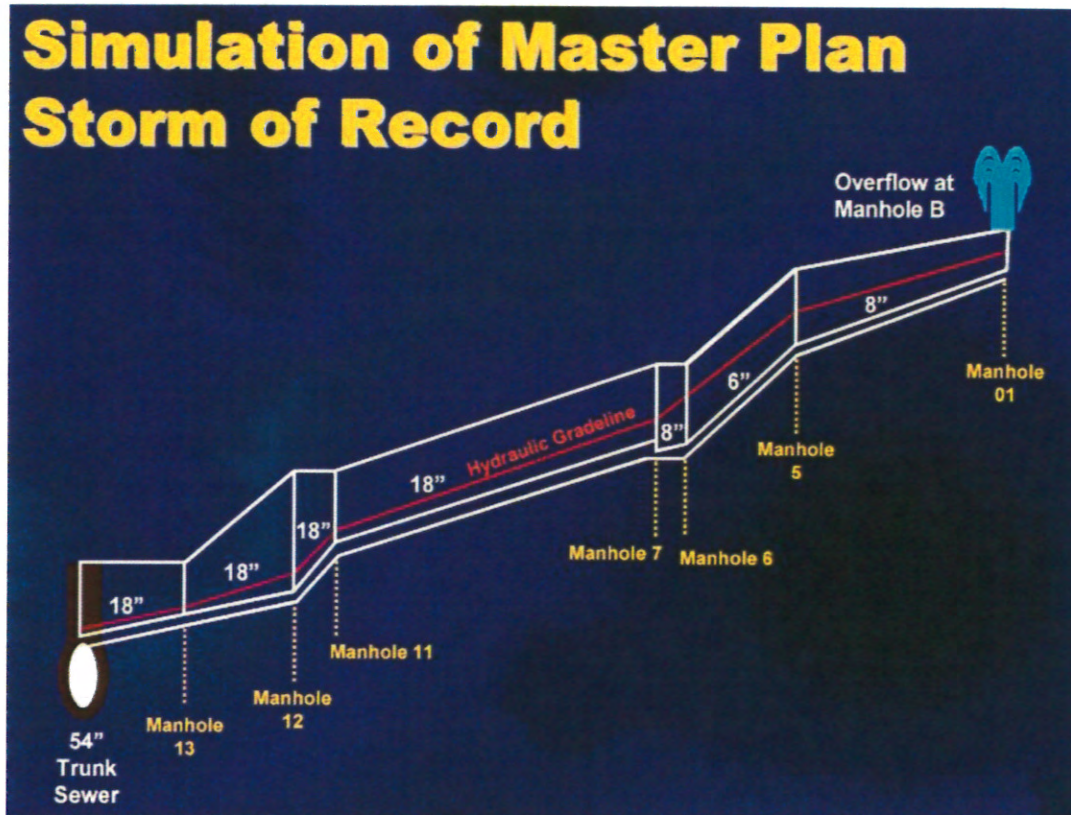 Simulation of Master Plan
Storm of Record
Overflow at
Manhole B
8”
Manhole
01
6”
Manhole
5
8”
Hydraulic Gradeline
18”
Manhole 7
Manhole 6
18”
18”
18”
Manhole 11
Manhole
12
Manhole
13
54”
Trunk
Sewer